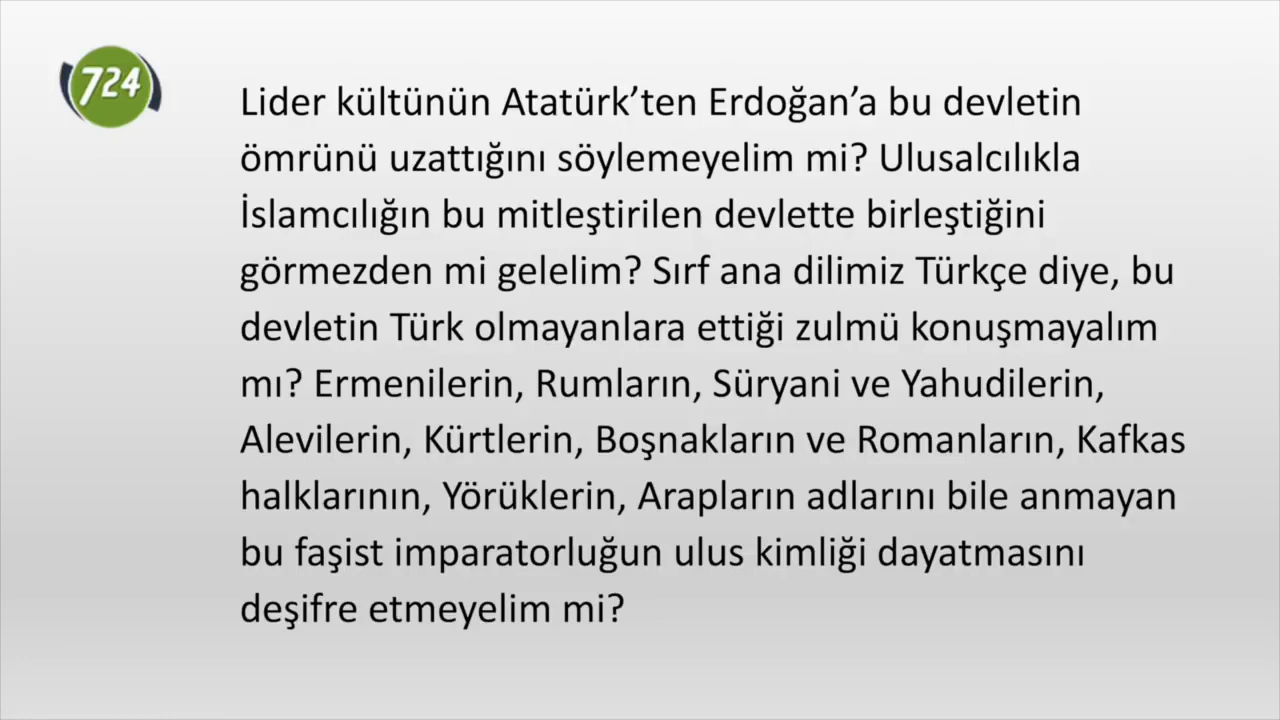 724
Lider kültünün Atatürk’ten Erdoğan’a bu devletin
ömrünü uzattığını söylemeyelim mi? Ulusalcılıkla
İslamcılığın bu mitleştirilen devlette birleştiğini
görmezden mi gelelim? Sırf ana dilimiz Türkçe diye, bu
devletin Türk olmayanlara ettiği zulmü konuşmayalım
mı? Ermenilerin, Rumların, Süryani ve Yahudilerin,
Alevilerin, Kürtlerin, Boşnakların ve Romanların, Kafkas
halklarının, Yörüklerin, Arapların adlarını bile anmayan
bu faşist imparatorluğun ulus kimliği dayatmasını
deşifre etmeyelim mi?